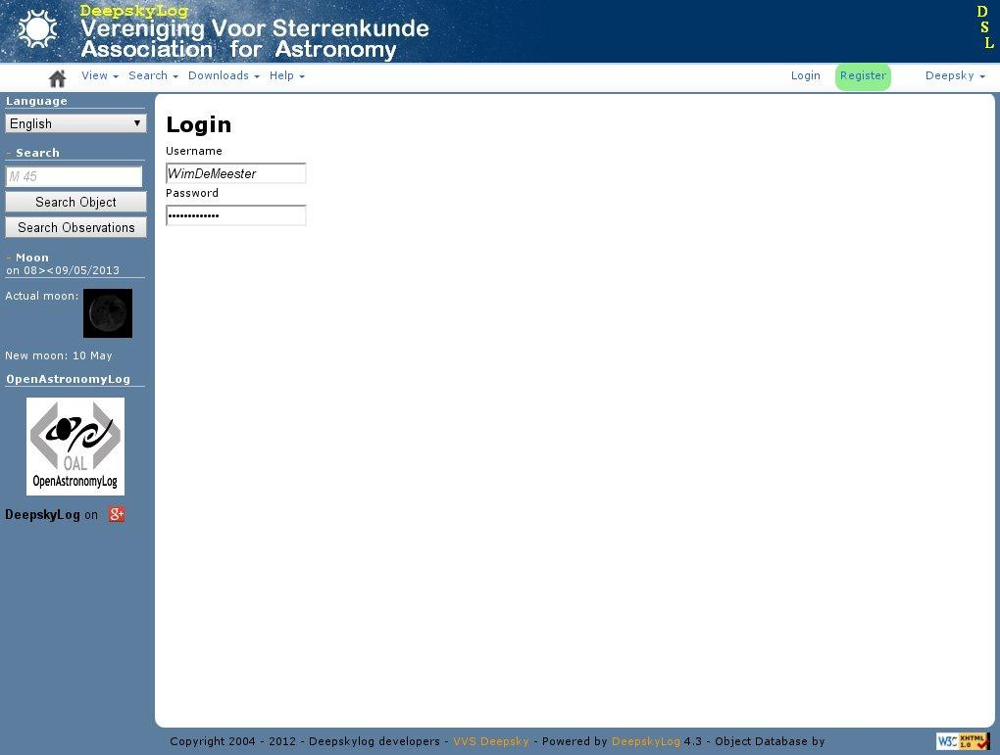 DeepskyLog
Vereniging Voor Sterrenkunde
Association for Astronomy
D
S
L
View Search Downloads Help Login Register Deepsky
Language
English
- Search
M 45
Search Object
Search Observations
- Moon
on 08><09/05/2013
Actual moon:
New moon: 10 May
OpenAstronomyLog
OAL
OpenAstronomyLog
DeepskyLog on g+
Login
Username
WimDeMeester
Password
•••••••••••••
Copyright 2004 - 2012 - Deepskylog developers - VVS Deepsky - Powered by DeepskyLog 4.3 - Object Database by
W3C XHTML 1.0